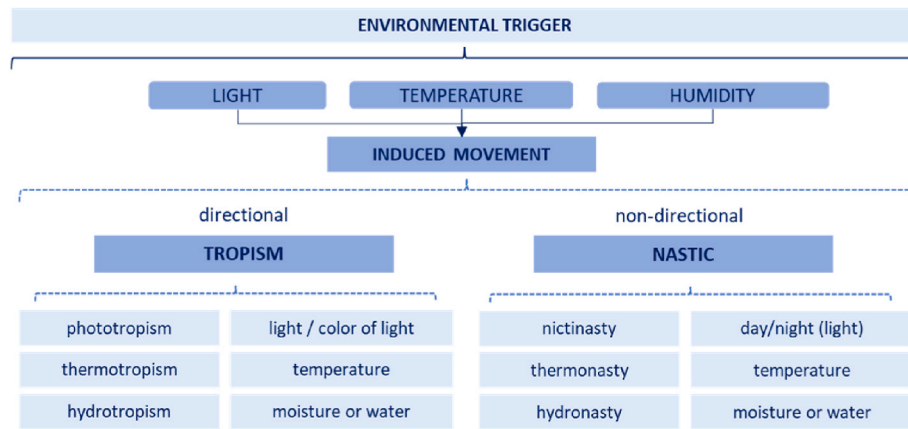 ENVIRONMENTAL TRIGGER
LIGHT
TEMPERATURE
HUMIDITY
INDUCED MOVEMENT
directional
non-directional
TROPISM
NASTIC
phototropism
light / color of light
nictinasty
day/night (light)
thermotropism
temperature
thermonasty
temperature
hydrotropism
moisture or water
hydronasty
moisture or water